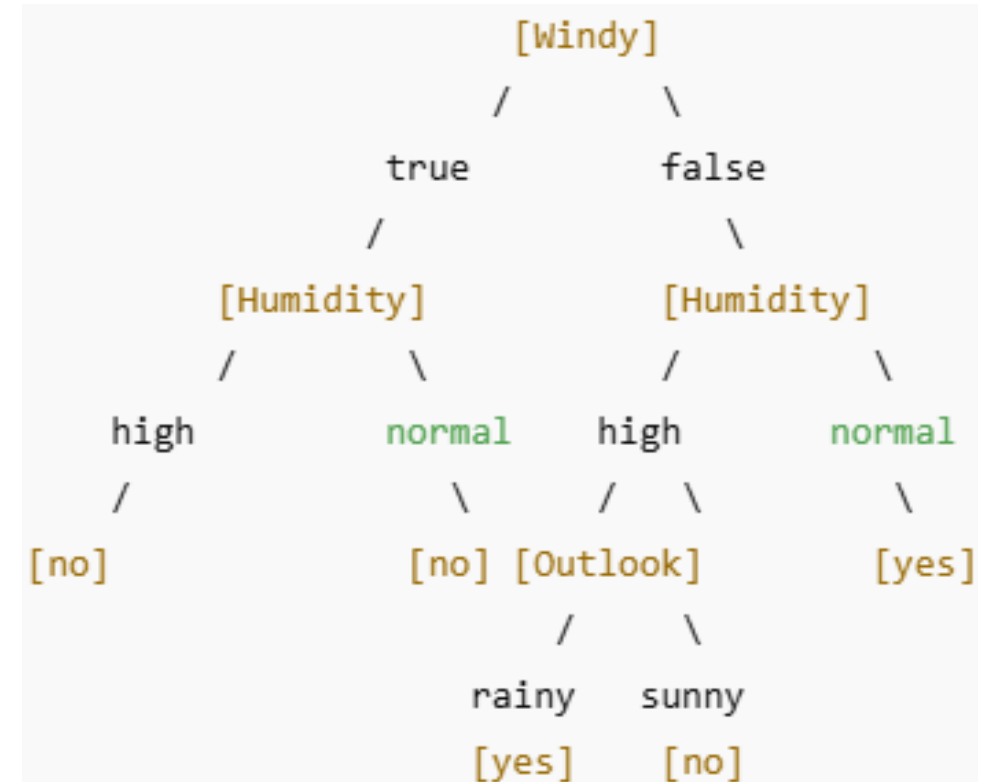 [Windy]
/ \
true false
/ \
[Humidity] [Humidity]
/ \ / \
high normal high normal
/ \ / \ \
[no] [no] [Outlook] [yes]
/ \
rainy sunny
[yes] [no]